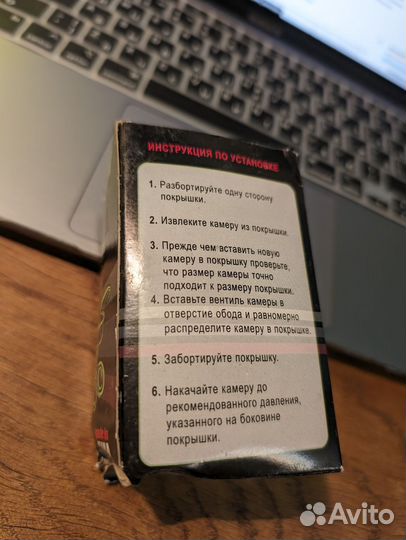 ИНСТРУКЦИЯ ПО УСТАНОВКЕ
1. Разбортируйте одну сторону
покрышки.
2. Извлеките камеру из покрышки.
3. Прежде чем вставить новую
камеру в покрышку проверьте,
что размер камеры точно
подходит к размеру покрышки.
4. Вставьте вентиль камеры в
отверстие обода и равномерно
распределите камеру в покрышке.
5. Забортируйте покрышку.
6. Накачайте камеру до
рекомендованного давления,
указанного на боковине
покрышки.
Avito